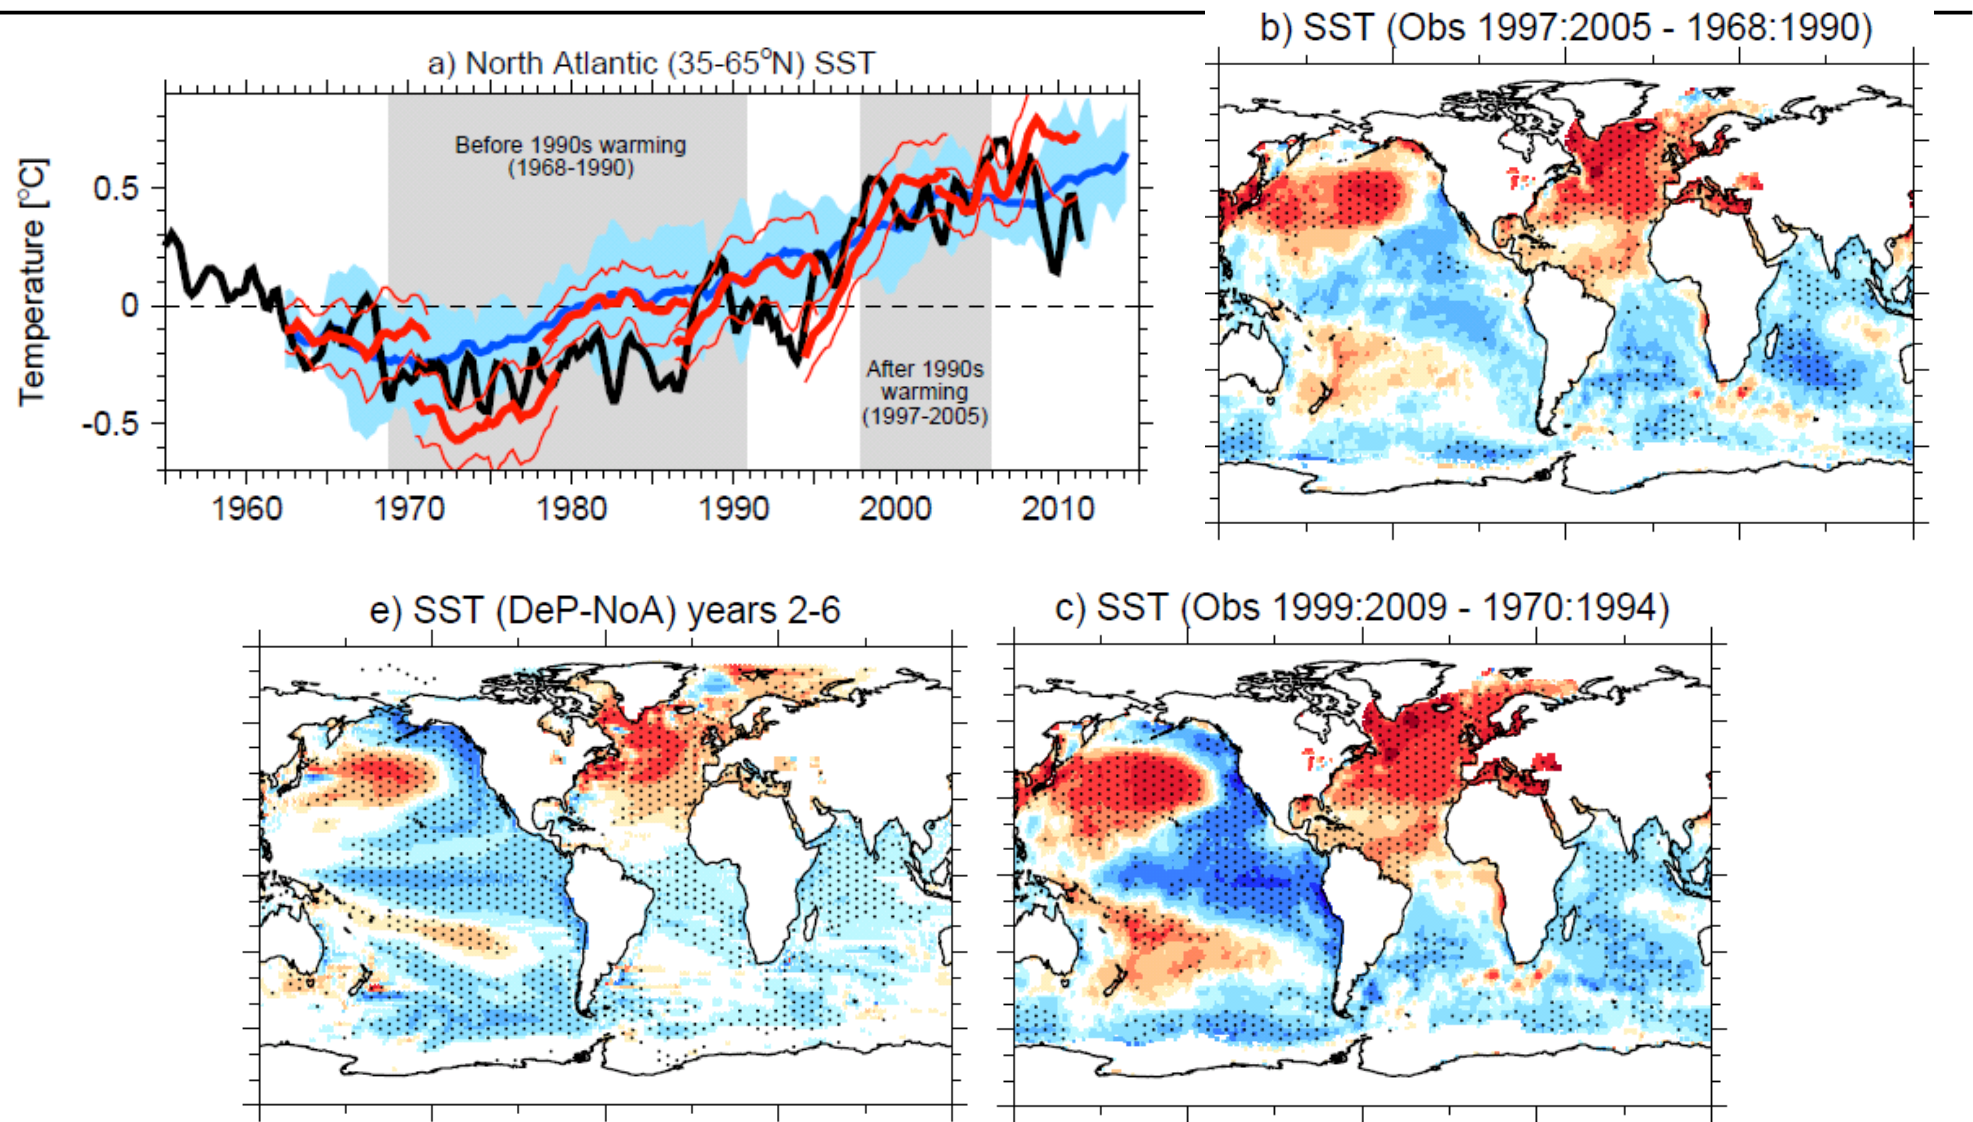 a) North Atlantic (35-65°N) SST
Temperature [°C]
0.5
0
-0.5
Before 1990s warming
(1968-1990)
After 1990s
warming
(1997-2005)
1960 1970 1980 1990 2000 2010
b) SST (Obs 1997:2005 - 1968:1990)
e) SST (DeP-NoA) years 2-6
c) SST (Obs 1999:2009 - 1970:1994)